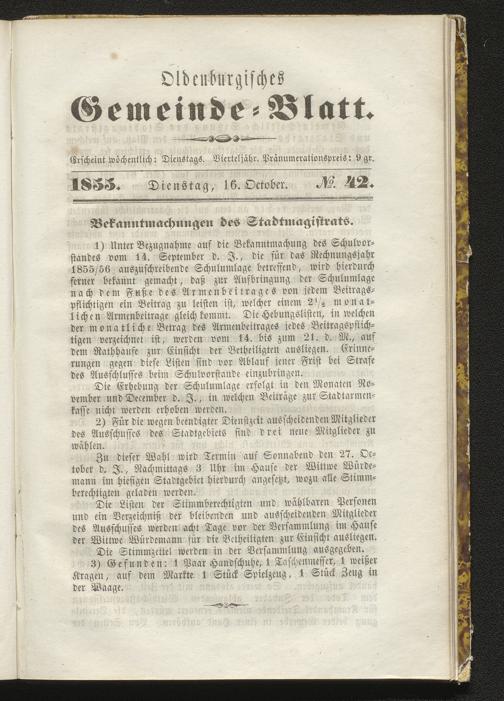 Oldenburgisches
Gemeinde-Blatt.
Erscheint wöchentlich: Dienstags. Vierteljähr. Pränumerationspreis: 9 gr.
1855. Dienstag, 16. October. № 42.
Bekanntmachungen des Stadtmagistrats.
1) Unter Bezugnahme auf die Bekanntmachung des Schulvor-
standes vom 14. September d. J., die für das Rechnungsjahr
1855/56 auszuschreibende Schulumlage betreffend, wird hierdurch
ferner bekannt gemacht, daß zur Aufbringung der Schulumlage
nach dem Fuße des Armenbeitrages von jedem Beitrags-
pflichtigen ein Beitrag zu leisten ist, welcher einem 2½ monat-
lichen Armenbeitrage gleich kommt. Die Hebungslisten, in welchen
der monatliche Betrag des Armenbeitrages jedes Beitragspflich-
tigen verzeichnet ist, werden vom 14. bis zum 21. d. M., auf
dem Rathhause zur Einsicht der Betheiligten ausliegen. Erinne-
rungen gegen diese Listen sind vor Ablauf jener Frist bei Strafe
des Ausschlusses beim Schulvorstande einzubringen.
Die Erhebung der Schulumlage erfolgt in den Monaten No-
vember und December d. J., in welchen Beiträge zur Stadtarmen-
kasse nicht werden erhoben werden.
2) Für die wegen beendigter Dienstzeit ausscheidenden Mitglieder
des Ausschusses des Stadtgebiets sind drei neue Mitglieder zu
wählen.
Zu dieser Wahl wird Termin auf Sonnabend den 27. Oc-
tober d. J., Nachmittags 3 Uhr im Hause der Wittwe Würde-
mann im hiesigen Stadtgebiet hierdurch angesetzt, wozu alle Stimm-
berechtigten geladen werden.
Die Listen der Stimmberechtigten und wählbaren Personen
und ein Verzeichniß der bleibenden und ausscheidenden Mitglieder
des Ausschusses werden acht Tage vor der Versammlung im Hause
der Wittwe Würdemann für die Betheiligten zur Einsicht ausliegen.
Die Stimmzettel werden in der Versammlung ausgegeben.
3) Gefunden: 1 Paar Handschuhe, 1 Taschenmesser, 1 weißer
Kragen, auf dem Markte 1 Stück Spielzeug, 1 Stück Zeug in
der Waage.